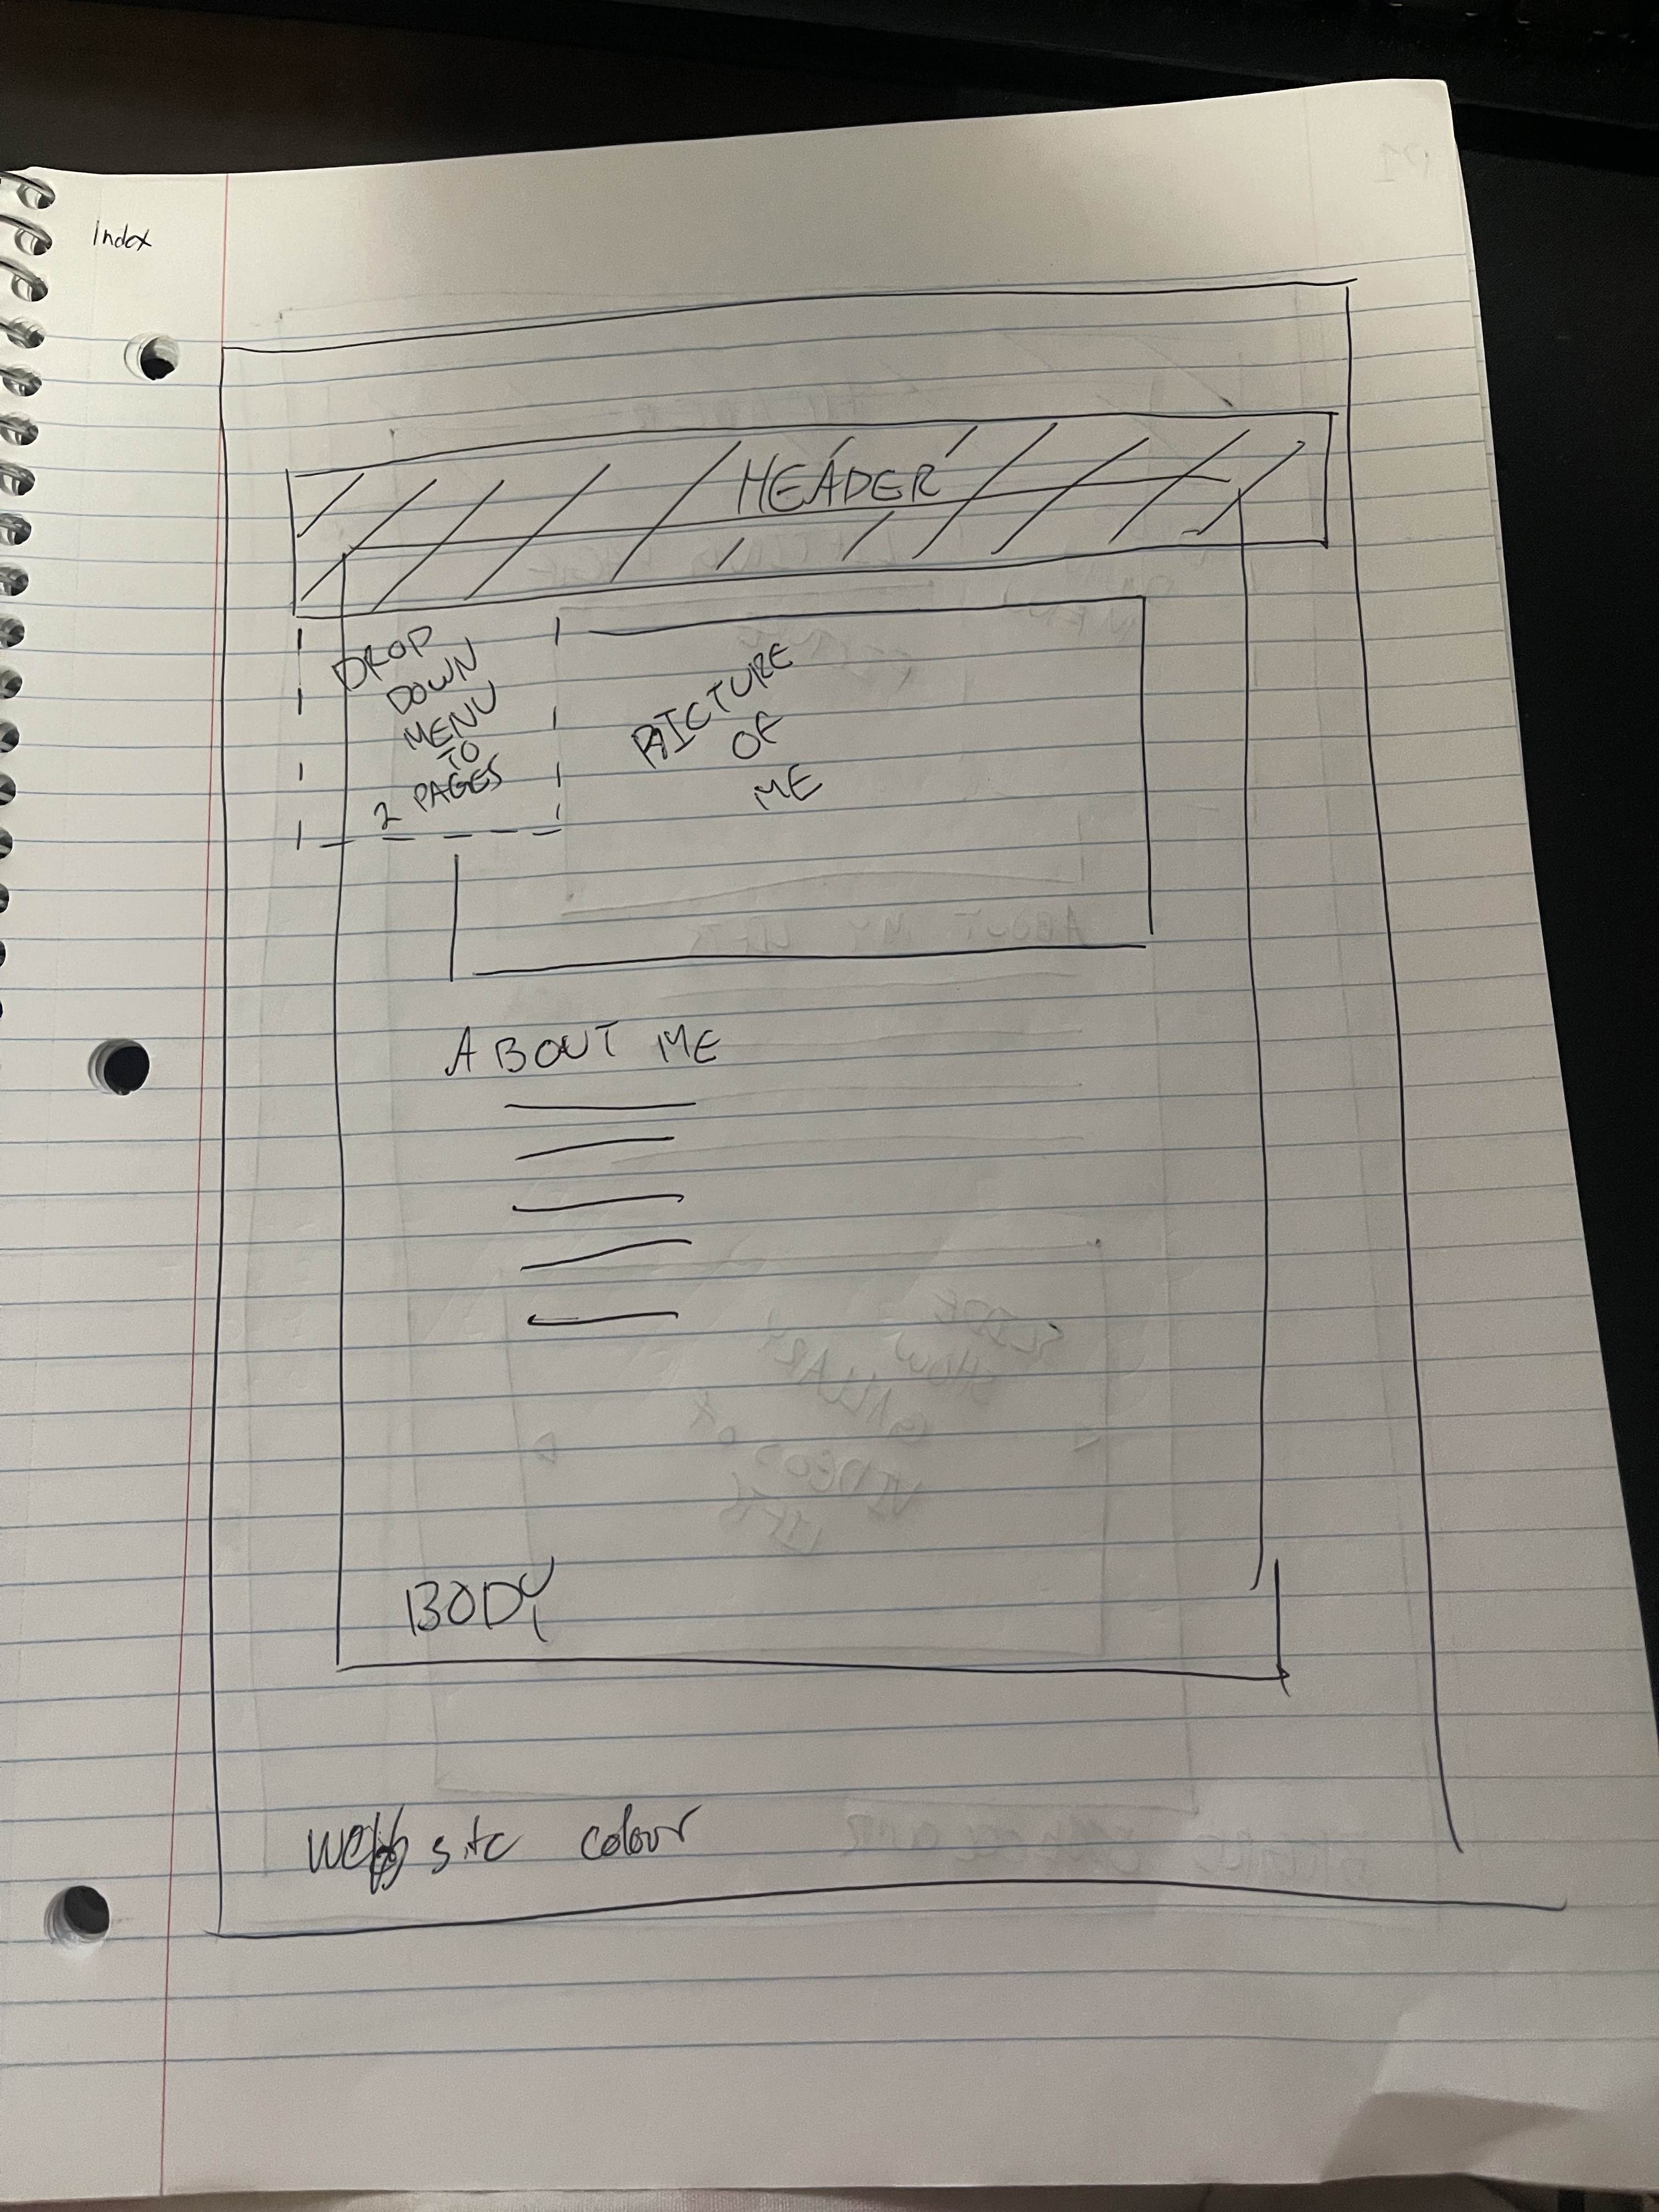 Index
HEADER
DROP
DOWN
MENU
TO
2 PAGES
PICTURE
OF
ME
ABOUT ME
BODY
website colour